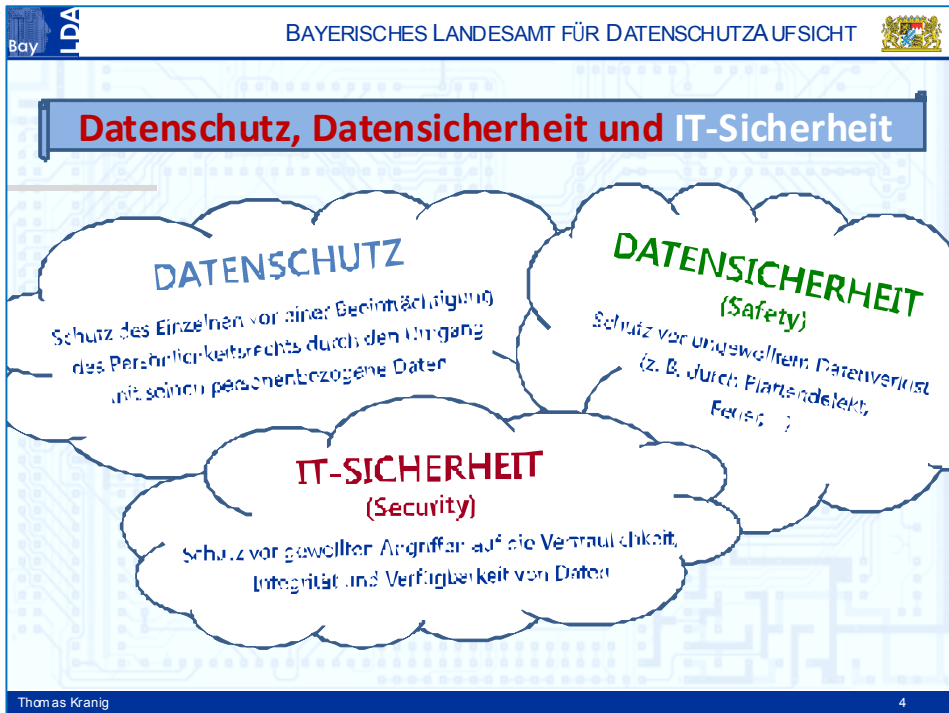 Bay LDA
BAYERISCHES LANDESAMT FÜR DATENSCHUTZAUFSICHT
Datenschutz, Datensicherheit und IT-Sicherheit
DATENSCHUTZ
Schutz des Einzelnen vor einer Beeinträchtigung
des Persönlichkeitsrechts durch den Umgang
mit seinen personenbezogene Daten
DATENSICHERHEIT
(Safety)
Schutz vor ungewolltem Datenverlust
(z. B. durch Plattendefekt,
Feuer, …)
IT-SICHERHEIT
(Security)
Schutz vor gewollten Angriffen auf die Vertraulichkeit,
Integrität und Verfügbarkeit von Daten
Thomas Kranig
4